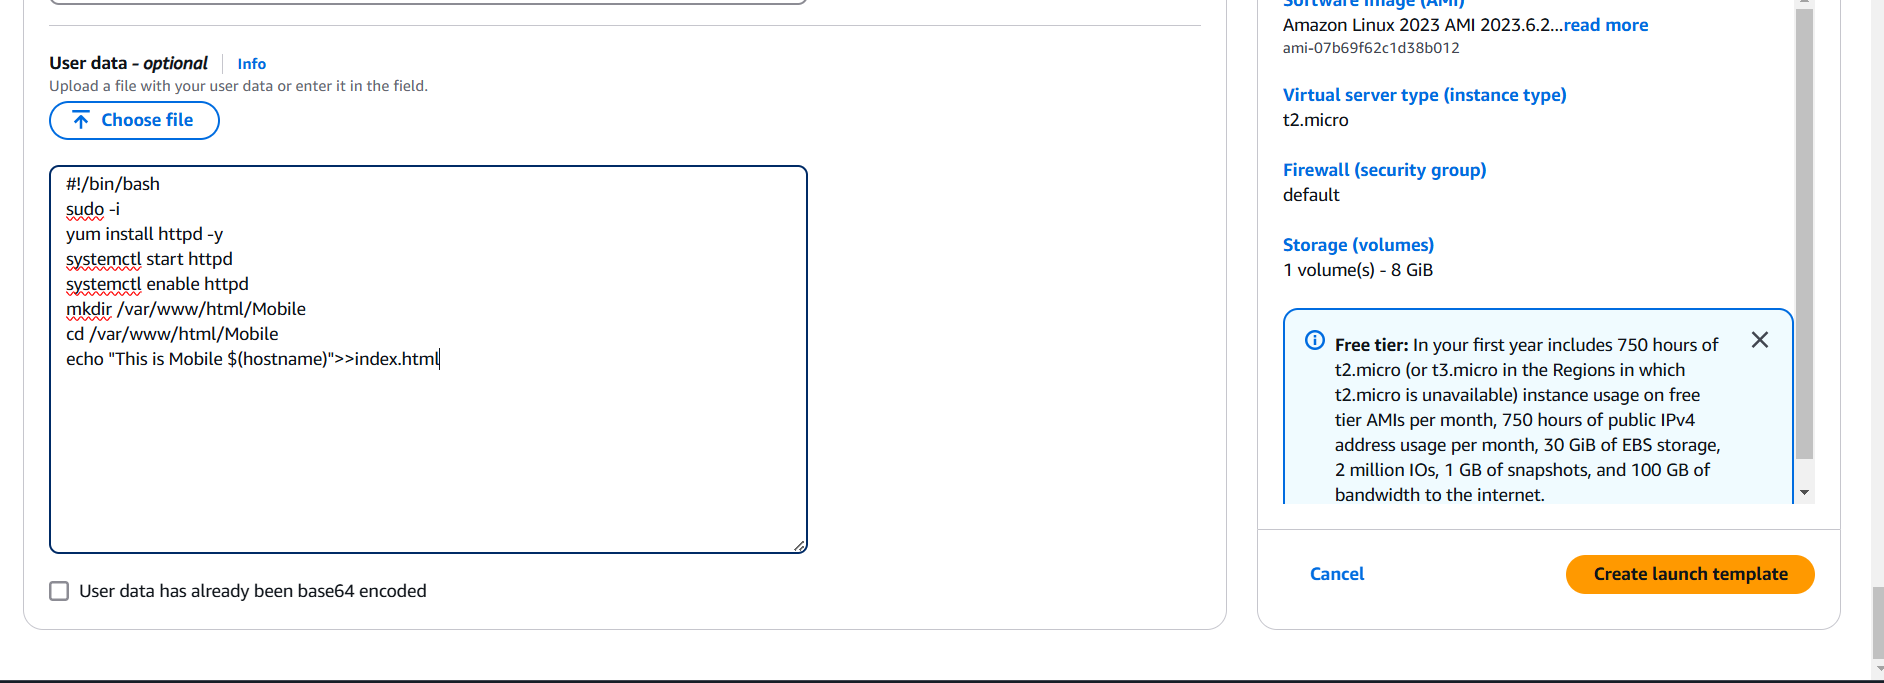 User data - optional
Info
Upload a file with your user data or enter it in the field.
Choose file
#!/bin/bash
sudo -i
yum install httpd -y
systemctl start httpd
systemctl enable httpd
mkdir /var/www/html/Mobile
cd /var/www/html/Mobile
echo "This is Mobile $(hostname)">>index.html
User data has already been base64 encoded
Software Image (AMI)
Amazon Linux 2023 AMI 2023.6.2...read more
ami-07b69f62c1d38b012
Virtual server type (instance type)
t2.micro
Firewall (security group)
default
Storage (volumes)
1 volume(s) - 8 GiB
Free tier: In your first year includes 750 hours of
t2.micro (or t3.micro in the Regions in which
t2.micro is unavailable) instance usage on free
tier AMIs per month, 750 hours of public IPv4
address usage per month, 30 GiB of EBS storage,
2 million IOs, 1 GB of snapshots, and 100 GB of
bandwidth to the internet.
Cancel
Create launch template